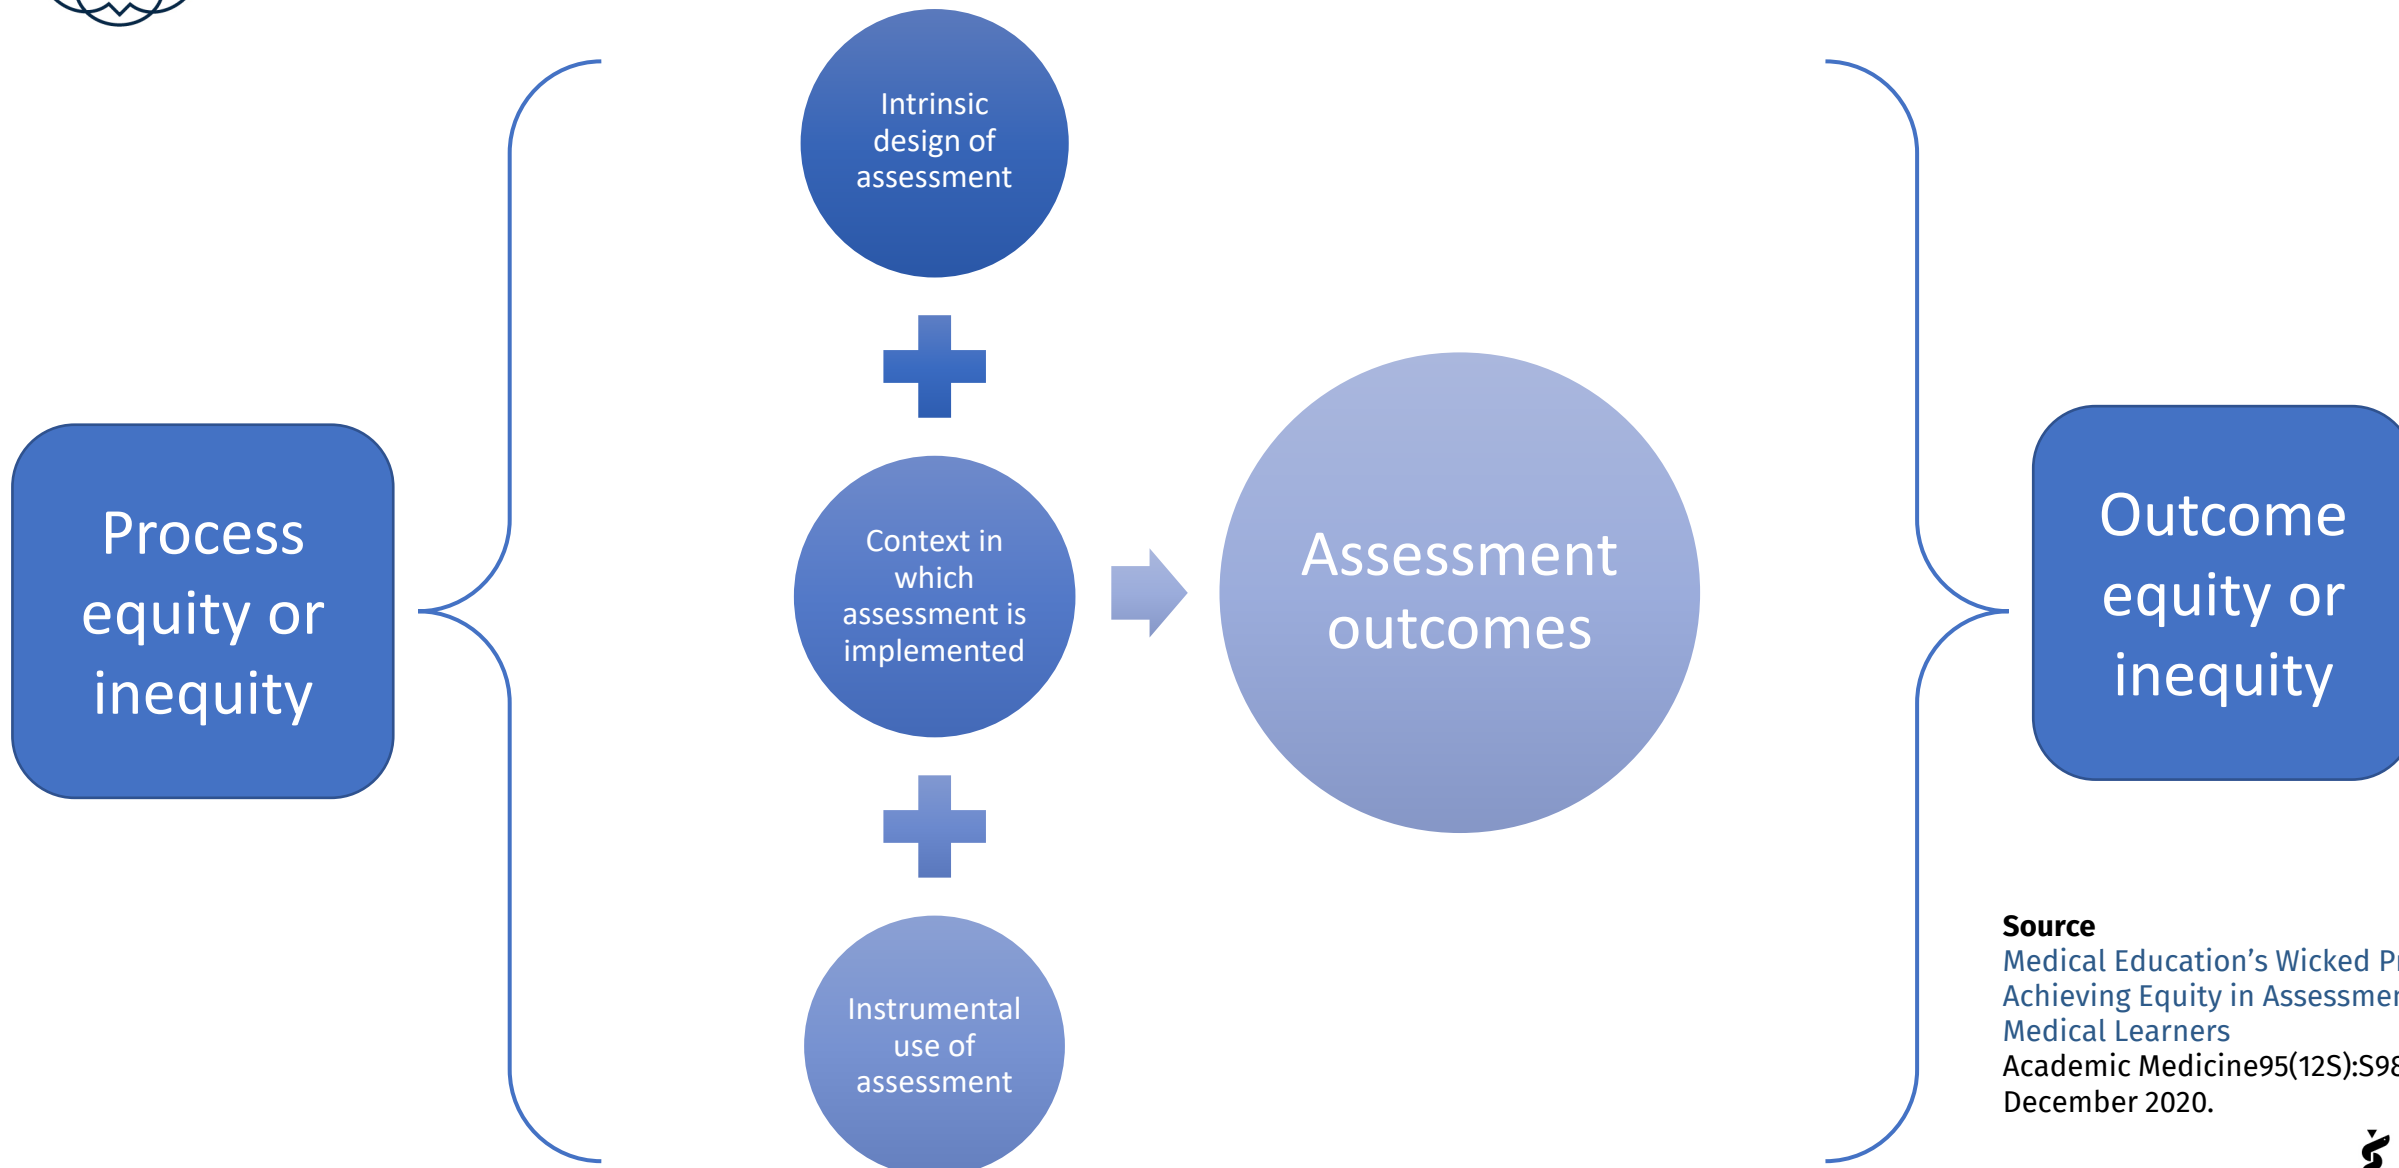 Intrinsic
design of
assessment
Process
equity or
inequity
Context in
which
assessment is
implemented
Assessment
outcomes
Outcome
equity or
inequity
Instrumental
use of
assessment
Source
Medical Education’s Wicked
Achieving Equity in
Medical Learners
Academic Medicine95(12S):S98
December 2020.